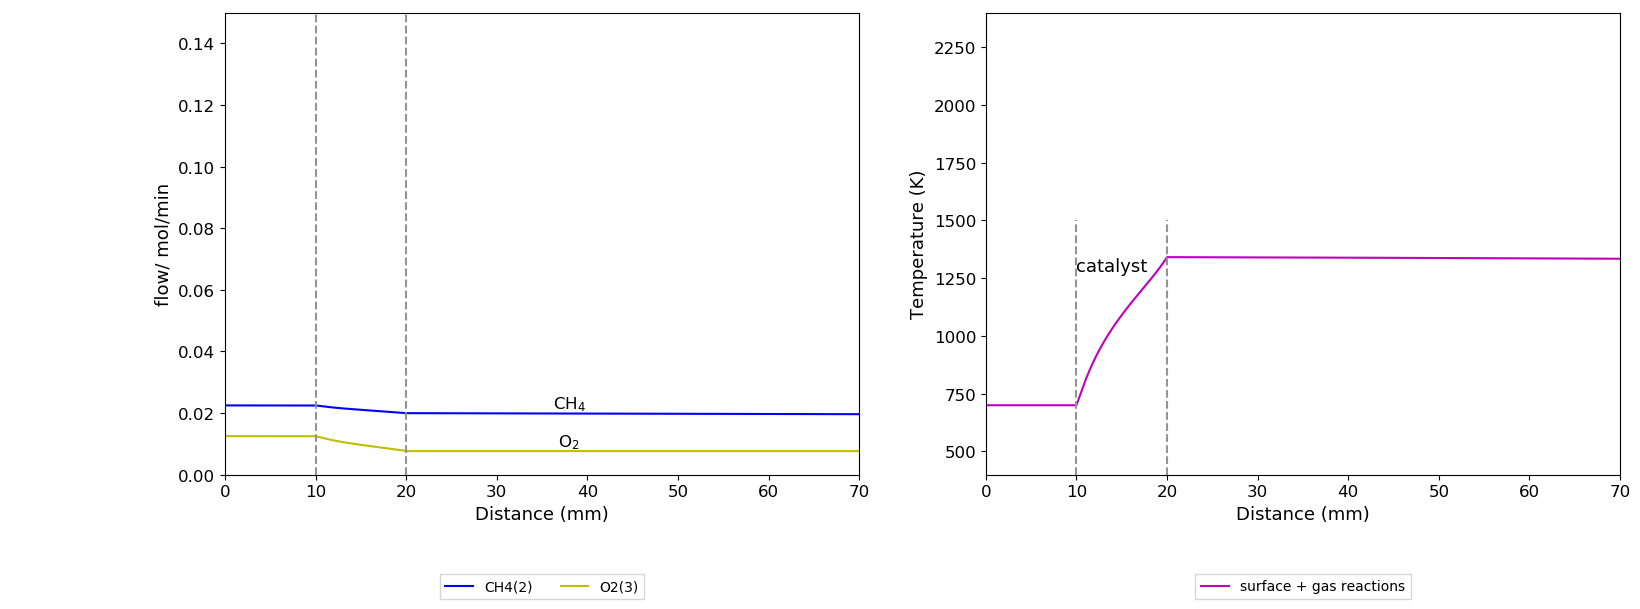 0.14
0.12
0.10
0.08
0.06
0.04
0.02
0.00
flow/ mol/min
CH₄
O₂
0 10 20 30 40 50 60 70
Distance (mm)
CH4(2) O2(3)
2250
2000
1750
1500
1250
1000
750
500
Temperature (K)
catalyst
0 10 20 30 40 50 60 70
Distance (mm)
surface + gas reactions